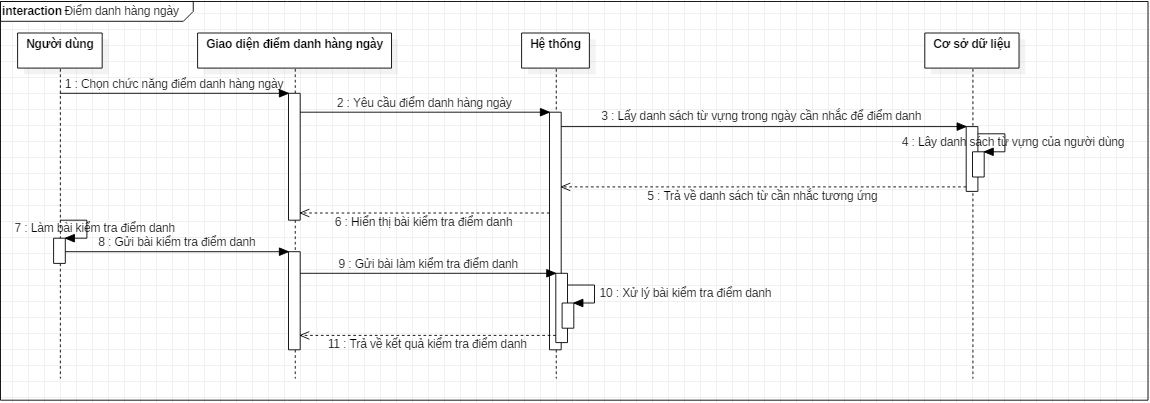 interaction Điểm danh hàng ngày
Người dùng
Giao diện điểm danh hàng ngày
Hệ thống
Cơ sở dữ liệu
1 : Chọn chức năng điểm danh hàng ngày
2 : Yêu cầu điểm danh hàng ngày
3 : Lấy danh sách từ vựng trong ngày cần nhắc để điểm danh
4 : Lây danh sách từ vựng của người dùng
5 : Trả về danh sách từ cần nhắc tương ứng
6 : Hiển thị bài kiểm tra điểm danh
7 : Làm bài kiểm tra điểm danh
8 : Gửi bài kiểm tra điểm danh
9 : Gửi bài làm kiểm tra điểm danh
10 : Xử lý bài kiểm tra điểm danh
11 : Trả về kết quả kiểm tra điểm danh